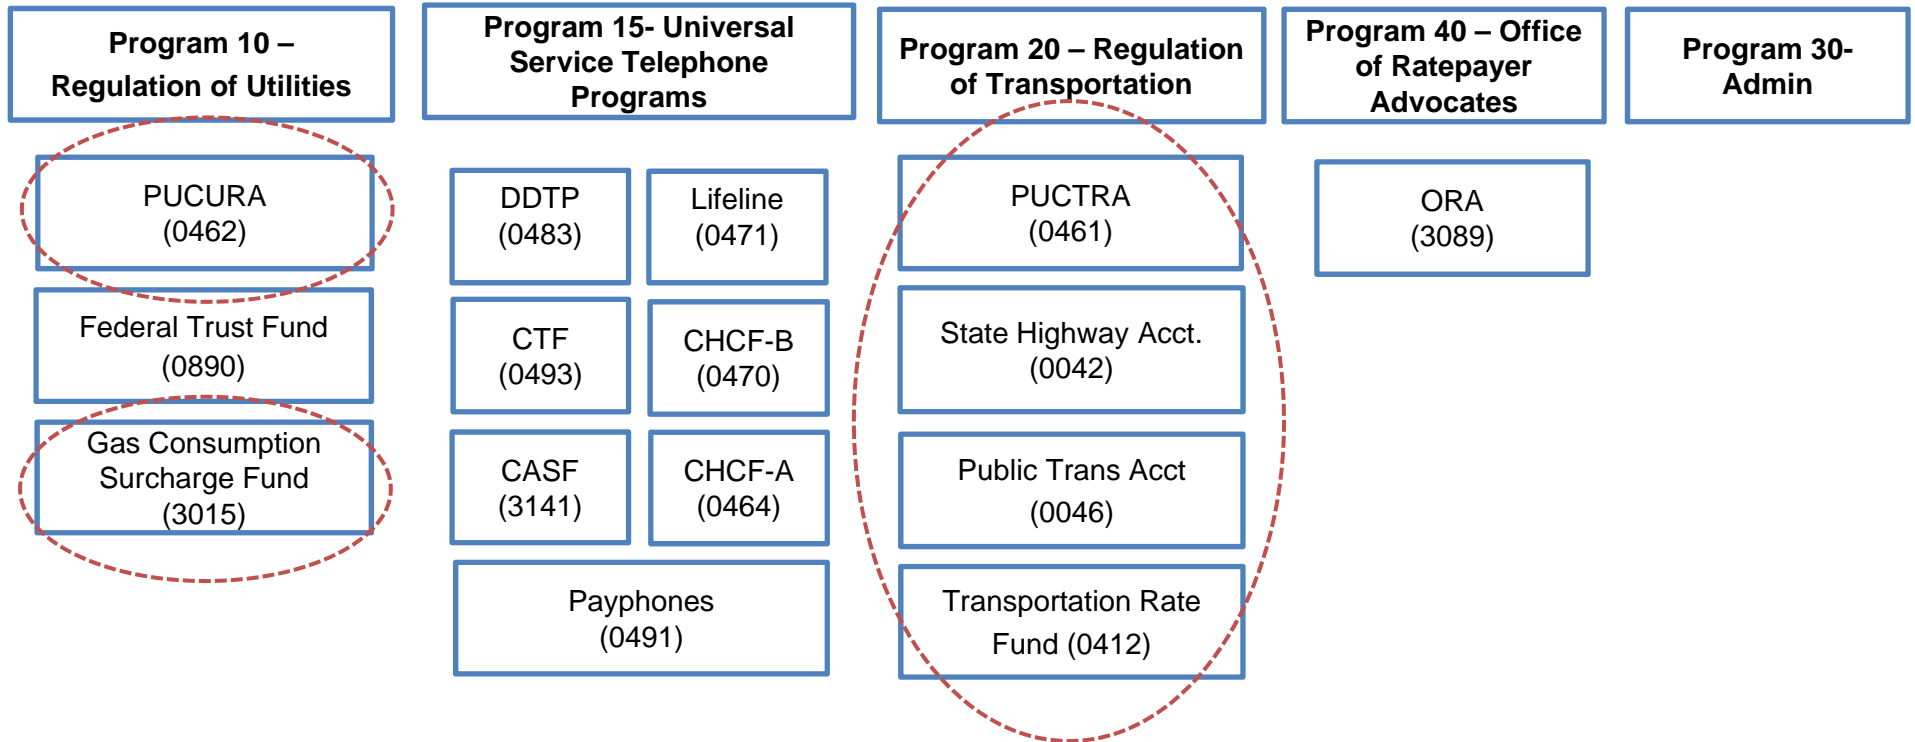 Program 10 –
Regulation of Utilities
Program 15- Universal
Service Telephone
Programs
Program 20 – Regulation
of Transportation
Program 40 – Office
of Ratepayer
Advocates
Program 30-
Admin
PUCURA
(0462)
Federal Trust Fund
(0890)
Gas Consumption
Surcharge Fund
(3015)
DDTP
(0483)
Lifeline
(0471)
CTF
(0493)
CHCF-B
(0470)
CASF
(3141)
CHCF-A
(0464)
Payphones
(0491)
PUCTRA
(0461)
State Highway Acct.
(0042)
Public Trans Acct
(0046)
Transportation Rate
Fund (0412)
ORA
(3089)